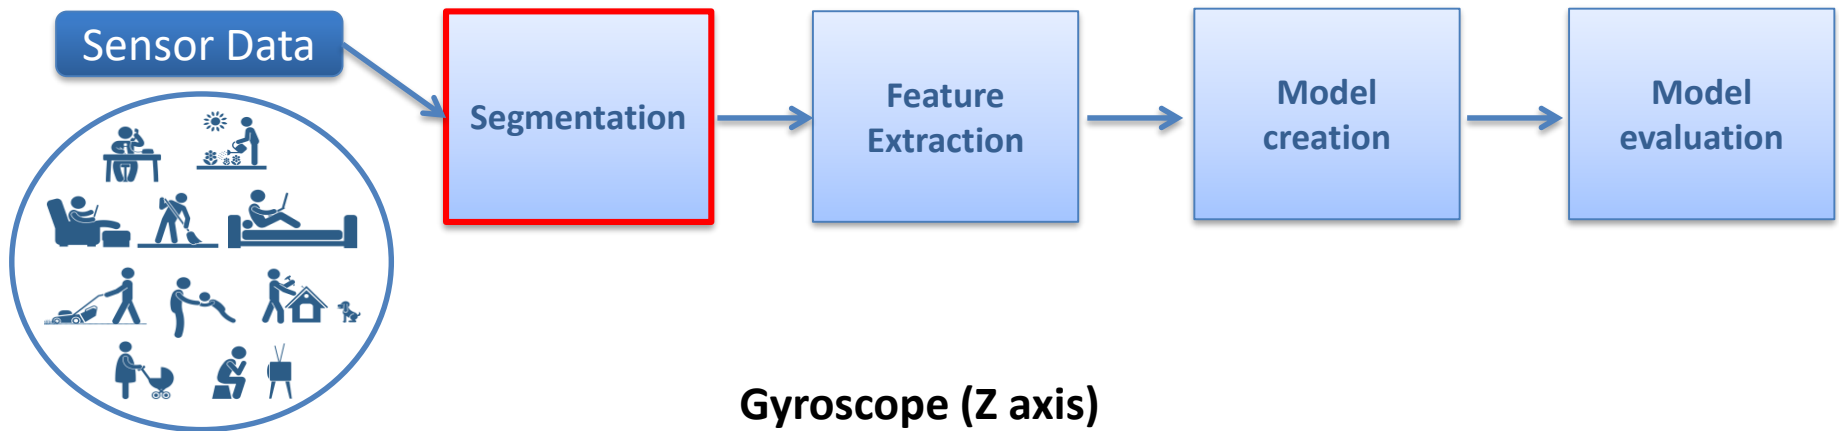 Sensor Data
Segmentation
Feature
Extraction
Model
creation
Model
evaluation
Gyroscope (Z axis)